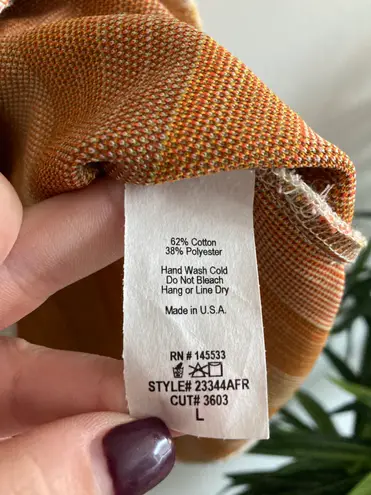 62% Cotton
38% Polyester
Hand Wash Cold
Do Not Bleach
Hang or Line Dry
Made in U.S.A.
RN # 145533
STYLE# 23344AFR
CUT# 3603
L